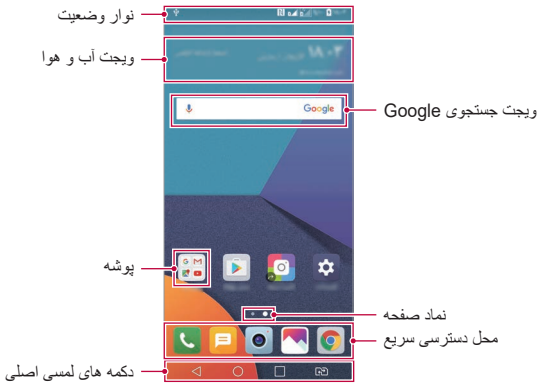 نوار وضعیت
ویجت آب و هوا
۱۸۰۳
Google
ویجت جستجوی Google
پوشه
نماد صفحه
محل دسترسی سریع
دکمه های لمسی اصلی